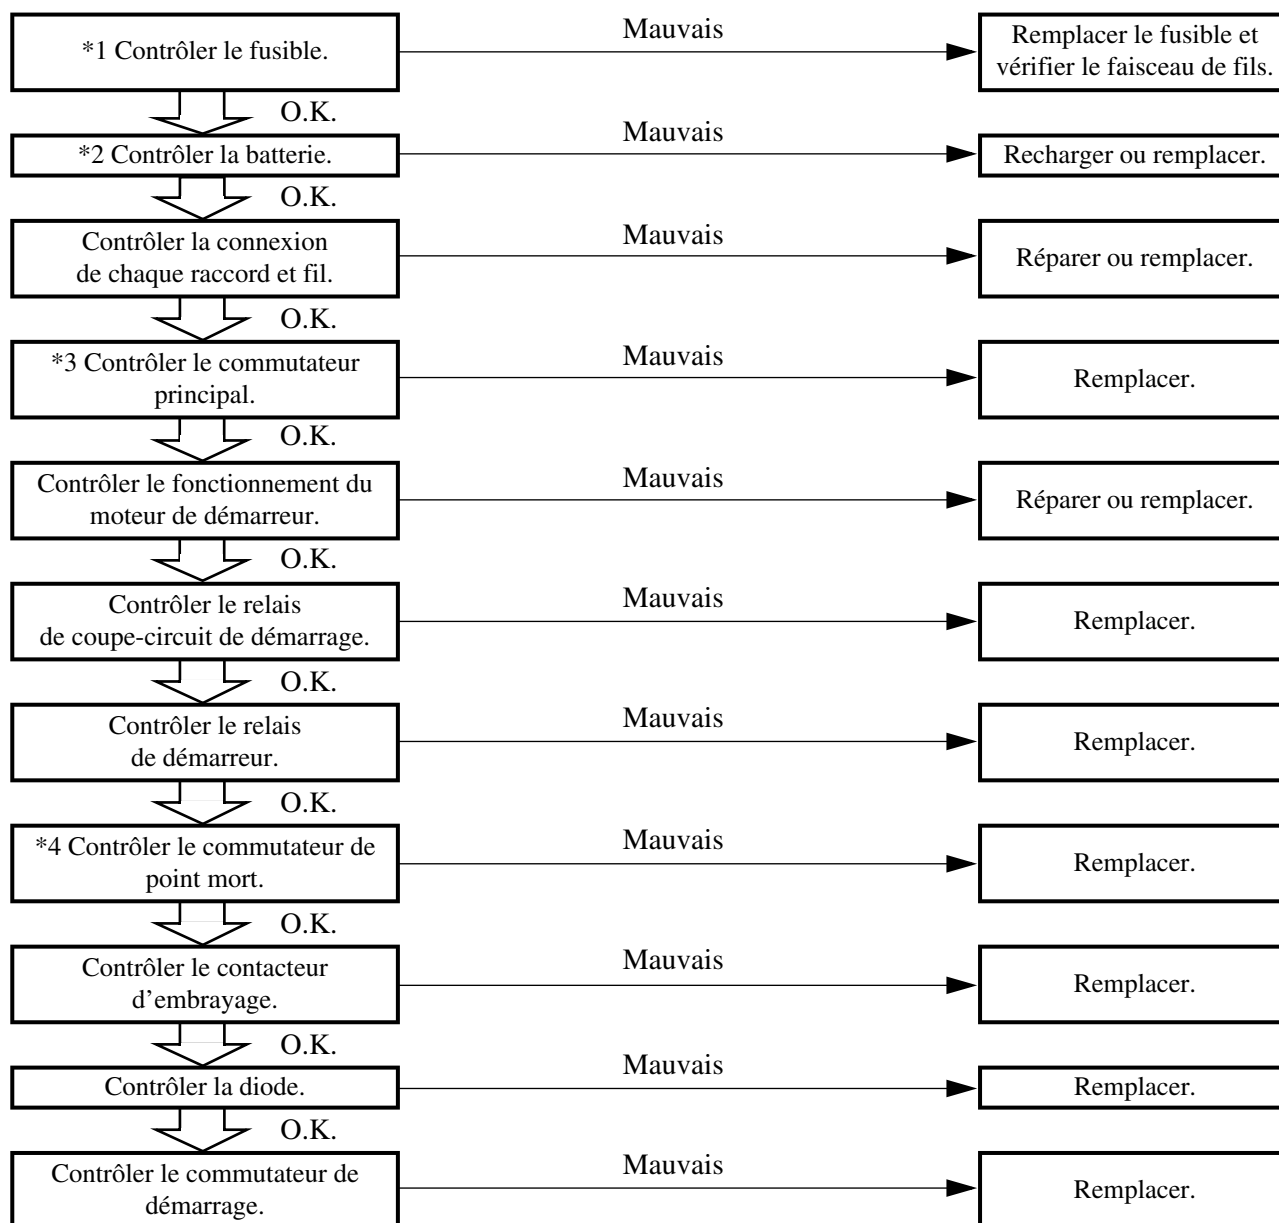 *1 Contrôler le fusible.
Mauvais
Remplacer le fusible et
vérifier le faisceau de fils.
O.K.
*2 Contrôler la batterie.
Mauvais
Recharger ou remplacer.
O.K.
Contrôler la connexion
de chaque raccord et fil.
Mauvais
Réparer ou remplacer.
O.K.
*3 Contrôler le commutateur
principal.
Mauvais
Remplacer.
O.K.
Contrôler le fonctionnement du
moteur de démarreur.
Mauvais
Réparer ou remplacer.
O.K.
Contrôler le relais
de coupe-circuit de démarrage.
Mauvais
Remplacer.
O.K.
Contrôler le relais
de démarreur.
Mauvais
Remplacer.
O.K.
*4 Contrôler le commutateur de
point mort.
Mauvais
Remplacer.
O.K.
Contrôler le contacteur
d’embrayage.
Mauvais
Remplacer.
O.K.
Contrôler la diode.
Mauvais
Remplacer.
O.K.
Contrôler le commutateur de
démarrage.
Mauvais
Remplacer.